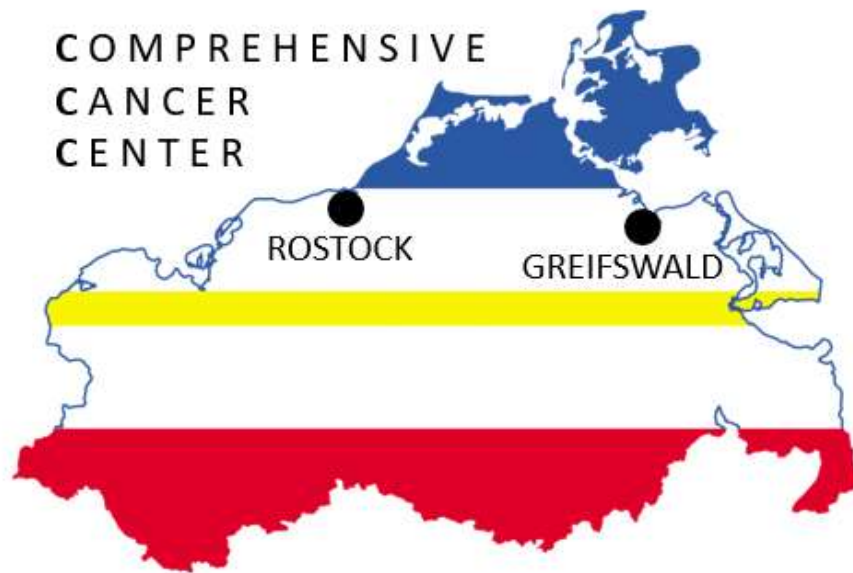 COMPREHENSIVE
CANCER
CENTER
ROSTOCK
GREIFSWALD